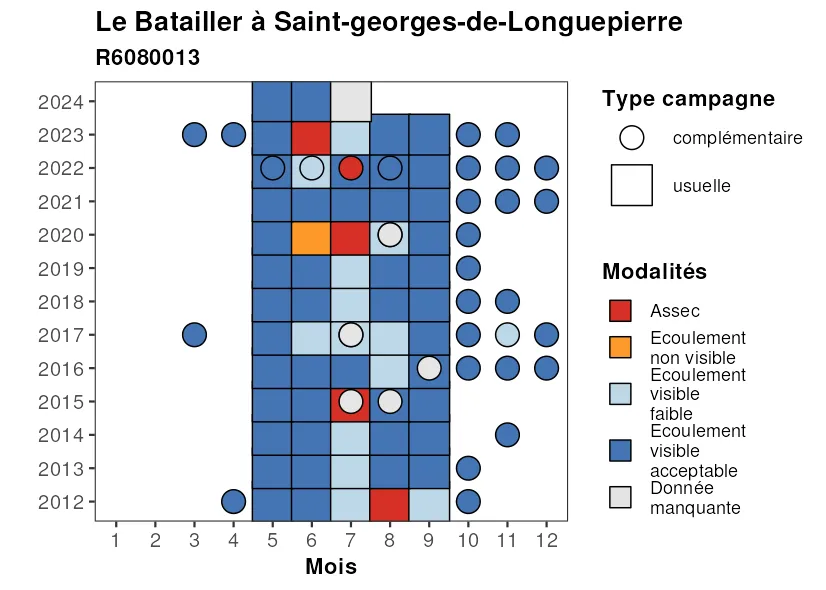 Le Batailler à Saint-georges-de-Longuepierre
R6080013
2024
2023
2022
2021
2020
2019
2018
2017
2016
2015
2014
2013
2012
1 2 3 4 5 6 7 8 9 10 11 12
Mois
Type campagne
complémentaire
usuelle
Modalités
Assec
Ecoulement
non visible
Ecoulement
visible
faible
Ecoulement
visible
acceptable
Donnée
manquante